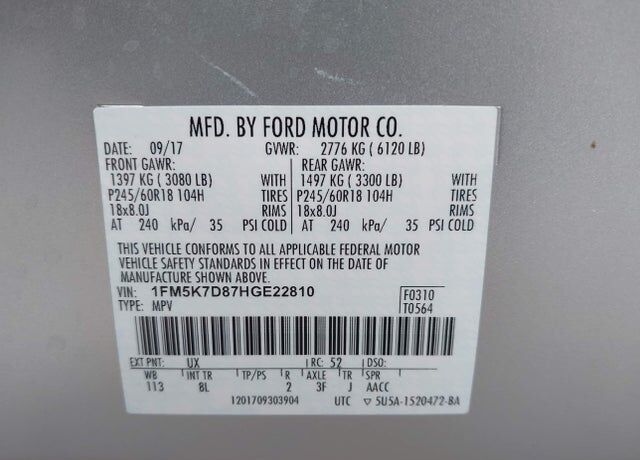 MFD. BY FORD MOTOR CO.
DATE: 09/17 GVWR: 2776 KG ( 6120 LB)
FRONT GAWR: REAR GAWR:
1397 KG ( 3080 LB) WITH 1497 KG ( 3300 LB) WITH
P245/60R18 104H TIRES P245/60R18 104H TIRES
18x8.0J RIMS 18x8.0J RIMS
AT 240 kPa/ 35 PSI COLD AT 240 kPa/ 35 PSI COLD
THIS VEHICLE CONFORMS TO ALL APPLICABLE FEDERAL MOTOR
VEHICLE SAFETY STANDARDS IN EFFECT ON THE DATE OF
MANUFACTURE SHOWN ABOVE.
VIN: 1FM5K7D87HGE22810 F0310
TYPE: MPV T0564
EXT PNT: UX RC: 52 DSO:
WB INT TR TP/PS R AXLE TR SPR
113 8L 2 3F J AACC
1201709303904 UTC ▽ 5U5A-1520472-BA